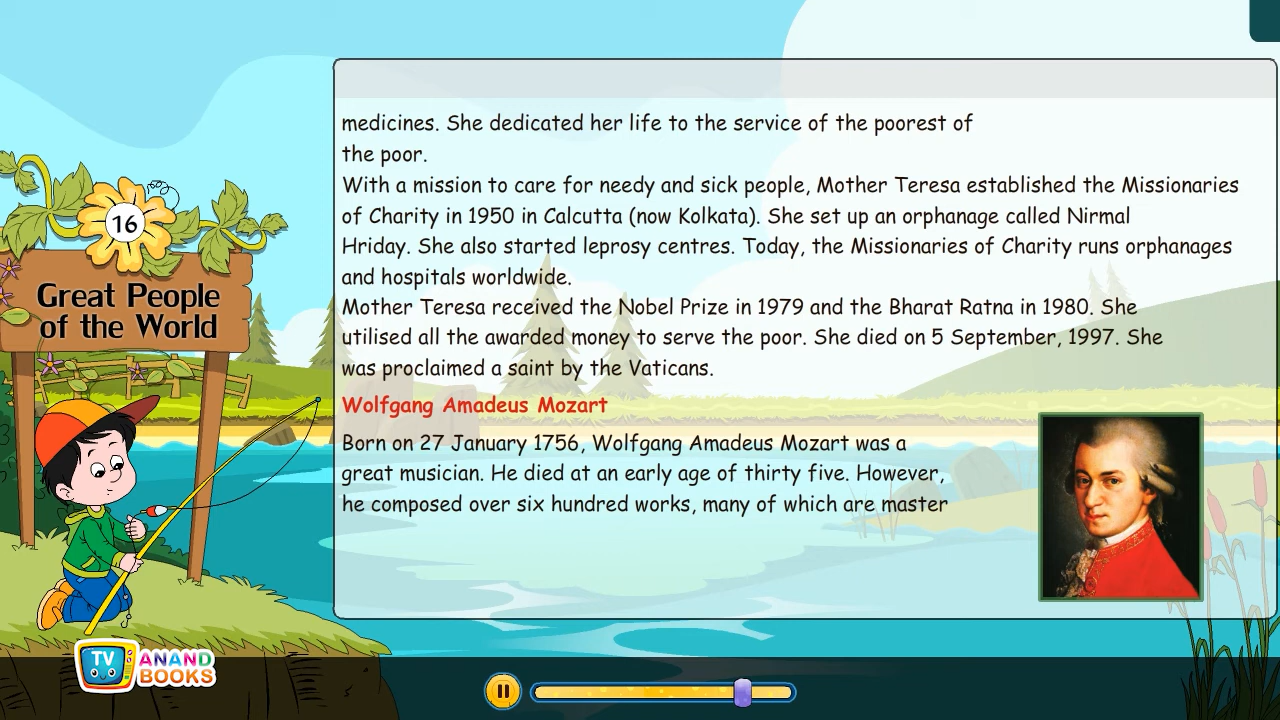 16
Great People
of the World
medicines. She dedicated her life to the service of the poorest of
the poor.
With a mission to care for needy and sick people, Mother Teresa established the Missionaries
of Charity in 1950 in Calcutta (now Kolkata). She set up an orphanage called Nirmal
Hriday. She also started leprosy centres. Today, the Missionaries of Charity runs orphanages
and hospitals worldwide.
Mother Teresa received the Nobel Prize in 1979 and the Bharat Ratna in 1980. She
utilised all the awarded money to serve the poor. She died on 5 September, 1997. She
was proclaimed a saint by the Vaticans.
Wolfgang Amadeus Mozart
Born on 27 January 1756, Wolfgang Amadeus Mozart was a
great musician. He died at an early age of thirty five. However,
he composed over six hundred works, many of which are master
TV
ANAND
BOOKS